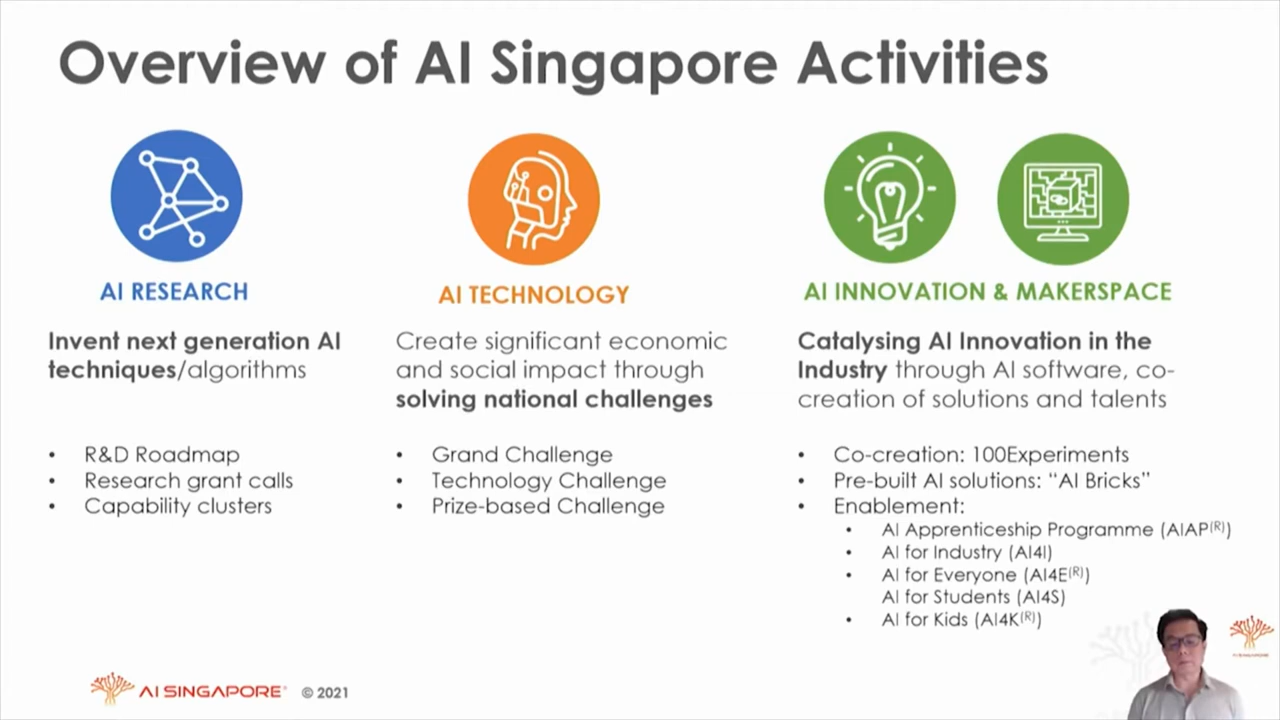 Overview of AI Singapore Activities
AI RESEARCH
Invent next generation AI
techniques/algorithms
• R&D Roadmap
• Research grant calls
• Capability clusters
AI TECHNOLOGY
Create significant economic
and social impact through
solving national challenges
• Grand Challenge
• Technology Challenge
• Prize-based Challenge
AI INNOVATION & MAKERSPACE
Catalysing AI Innovation in the
Industry through AI software, co-
creation of solutions and talents
• Co-creation: 100Experiments
• Pre-built AI solutions: “AI Bricks”
• Enablement:
• AI Apprenticeship Programme (AIAP(R))
• AI for Industry (AI4I)
• AI for Everyone (AI4E(R))
AI for Students (AI4S)
• AI for Kids (AI4K(R))
AI SINGAPORE
AI SINGAPORE® © 2021